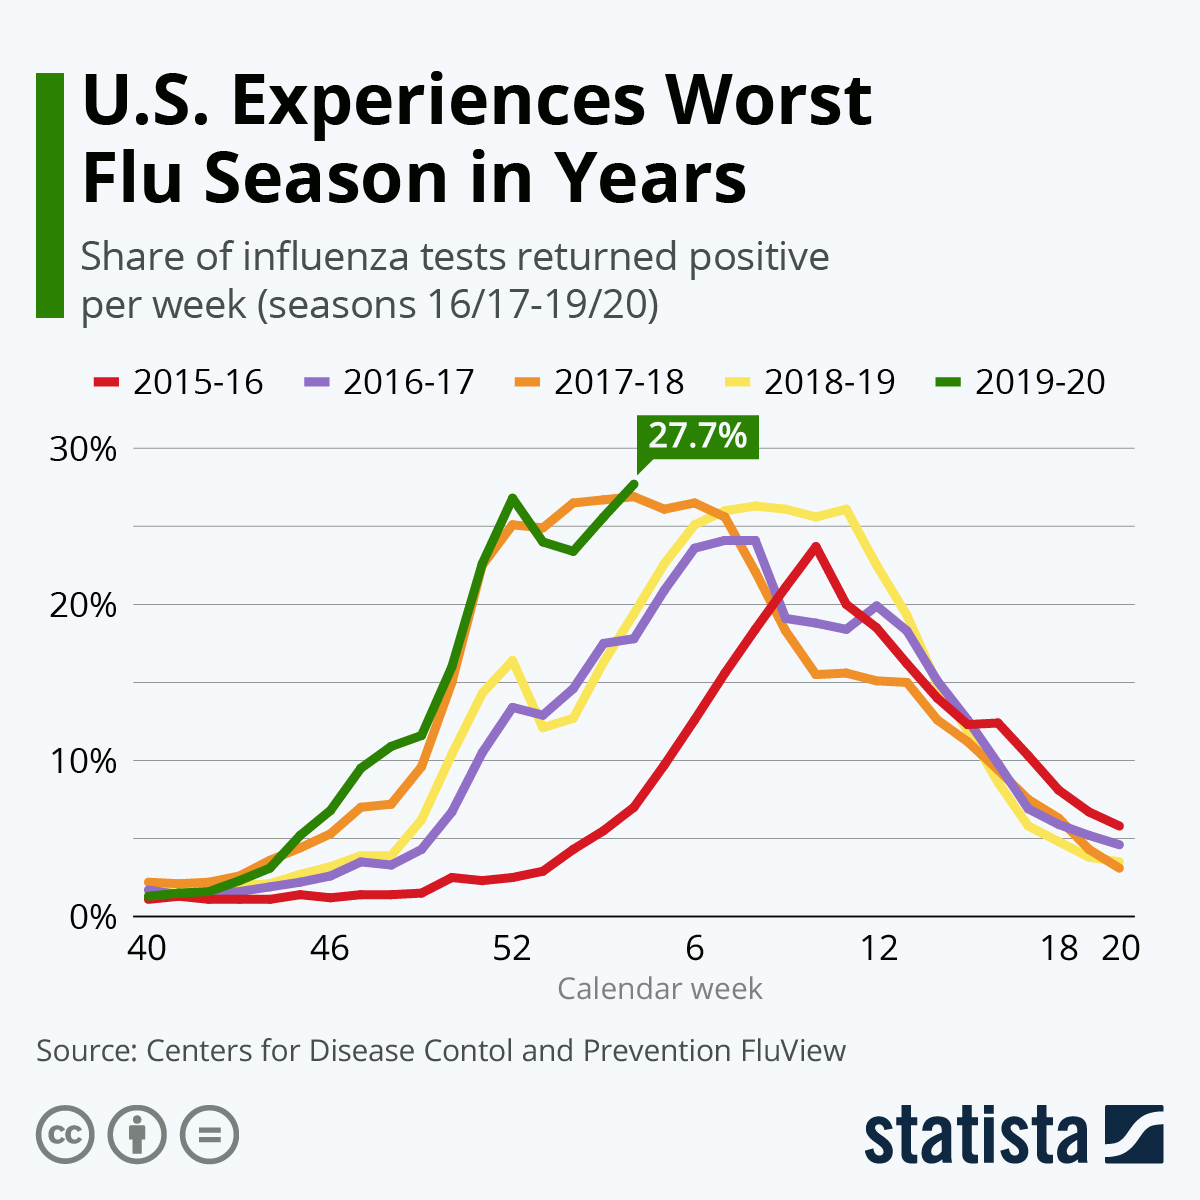 U.S. Experiences Worst
Flu Season in Years
Share of influenza tests returned positive
per week (seasons 16/17-19/20)
2015-16 2016-17 2017-18 2018-19 2019-20
27.7%
30%
20%
10%
0%
40 46 52 6 12 18 20
Calendar week
Source: Centers for Disease Contol and Prevention FluView
cc
statista